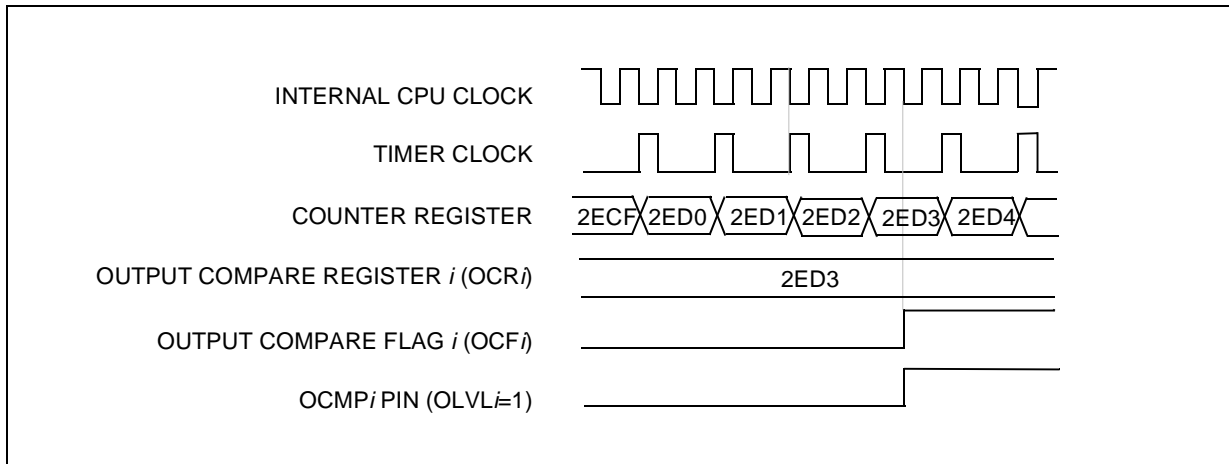 INTERNAL CPU CLOCK
TIMER CLOCK
COUNTER REGISTER 2ECF 2ED0 2ED1 2ED2 2ED3 2ED4
OUTPUT COMPARE REGISTER i (OCRi) 2ED3
OUTPUT COMPARE FLAG i (OCFi)
OCMPi PIN (OLVLi=1)